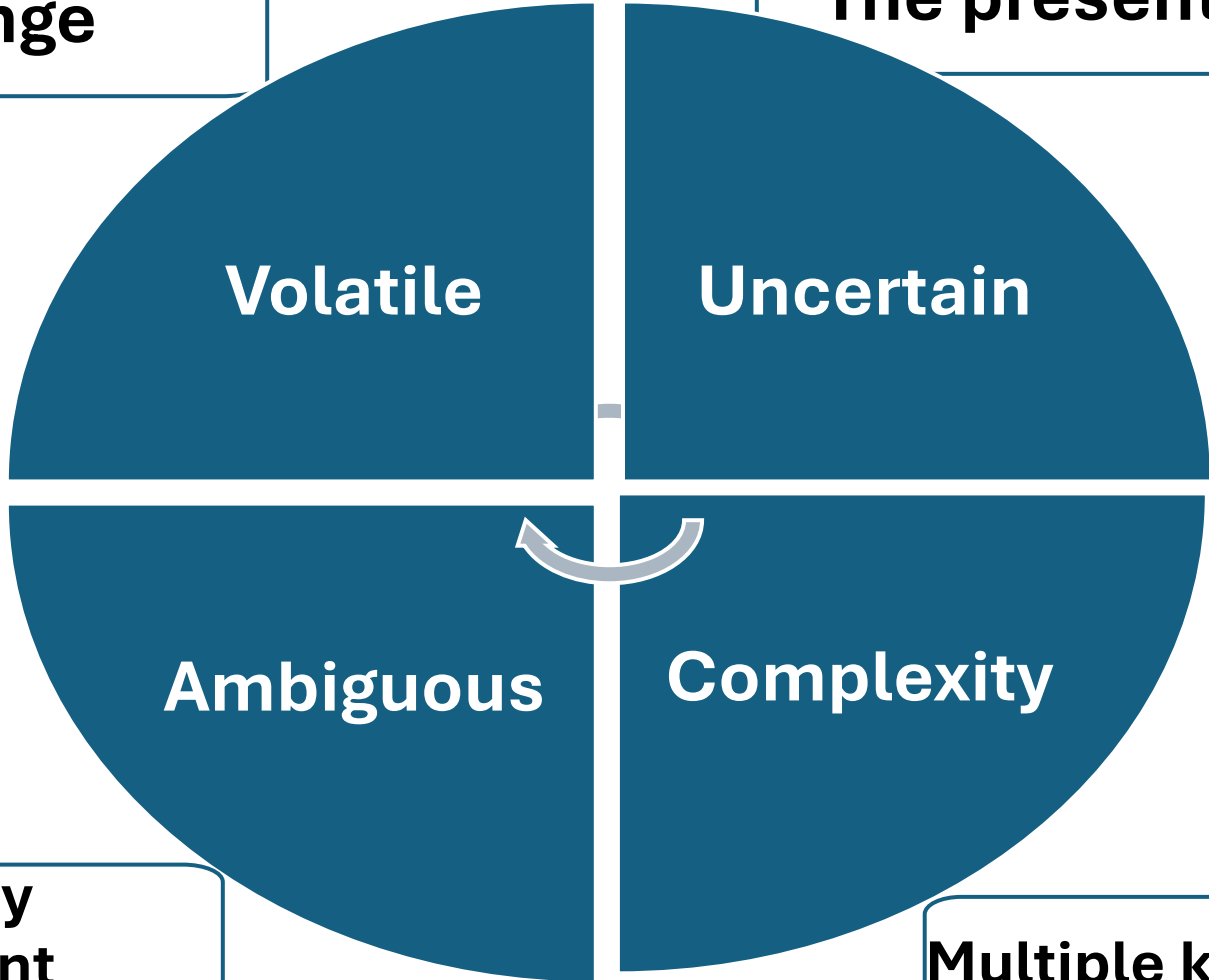 nge
The present
Volatile
Uncertain
Ambiguous
Complexity
y
nt
Multiple k